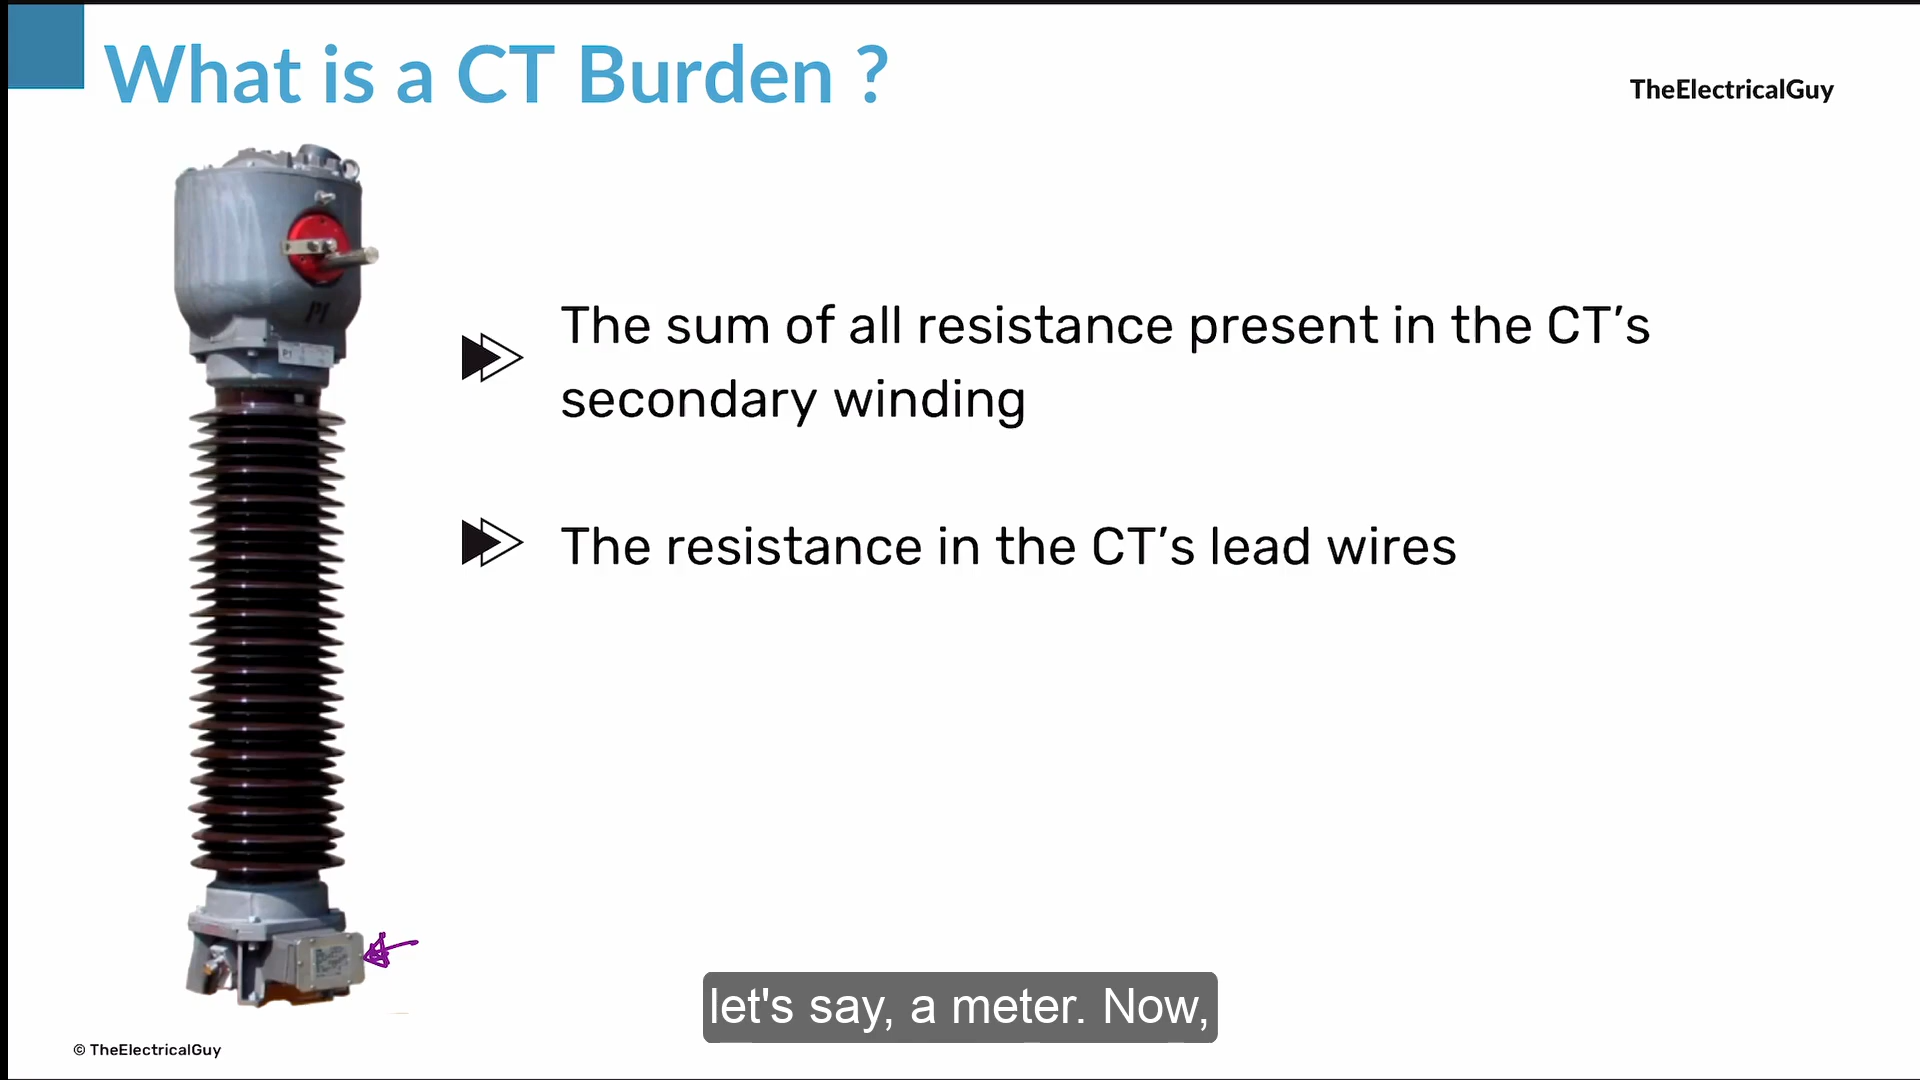 What is a CT Burden ?
TheElectricalGuy
P1
The sum of all resistance present in the CT’s
secondary winding
The resistance in the CT’s lead wires
let's say, a meter. Now,
© TheElectricalGuy